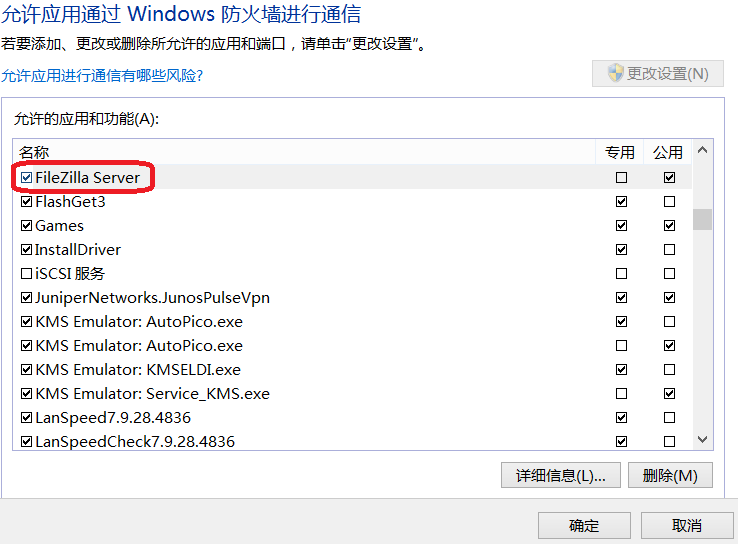 允许应用通过 Windows 防火墙进行通信
若要添加、更改或删除所允许的应用和端口，请单击"更改设置"。
允许应用进行通信有哪些风险?
更改设置(N)
允许的应用和功能(A):
名称 专用 公用
FileZilla Server
FlashGet3
Games
InstallDriver
iSCSI 服务
JuniperNetworks.JunosPulseVpn
KMS Emulator: AutoPico.exe
KMS Emulator: AutoPico.exe
KMS Emulator: KMSELDI.exe
KMS Emulator: Service_KMS.exe
LanSpeed7.9.28.4836
LanSpeedCheck7.9.28.4836
详细信息(L)... 删除(M)
确定 取消